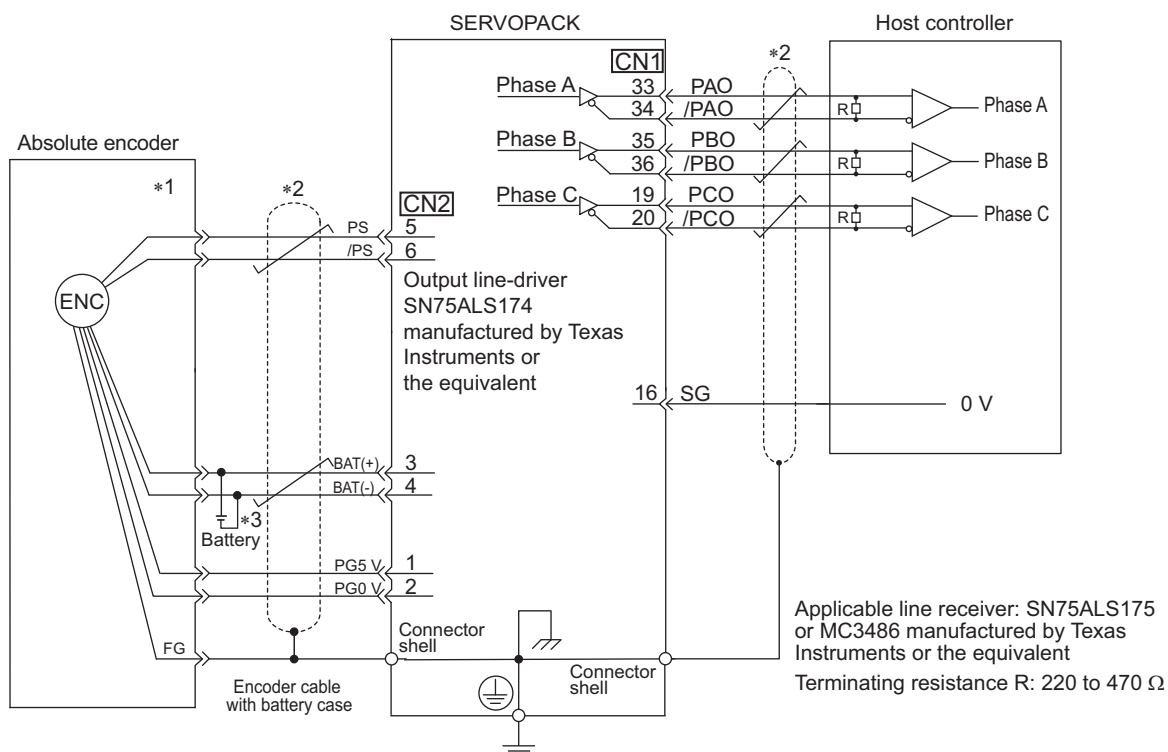 SERVOPACK
Host controller
CN1
*2
Phase A
33
PAO
34
/PAO
R
Phase A
Phase B
35
PBO
36
/PBO
R
Phase B
Phase C
19
PCO
20
/PCO
R
Phase C
Absolute encoder
*1
*2
CN2
PS
5
/PS
6
ENC
Output line-driver
SN75ALS174
manufactured by Texas
Instruments or
the equivalent
16
SG
0 V
BAT(+)
3
BAT(-)
4
*3
Battery
PG5 V
1
PG0 V
2
FG
Connector
shell
Connector
shell
Encoder cable
with battery case
Applicable line receiver: SN75ALS175
or MC3486 manufactured by Texas
Instruments or the equivalent
Terminating resistance R: 220 to 470 Ω